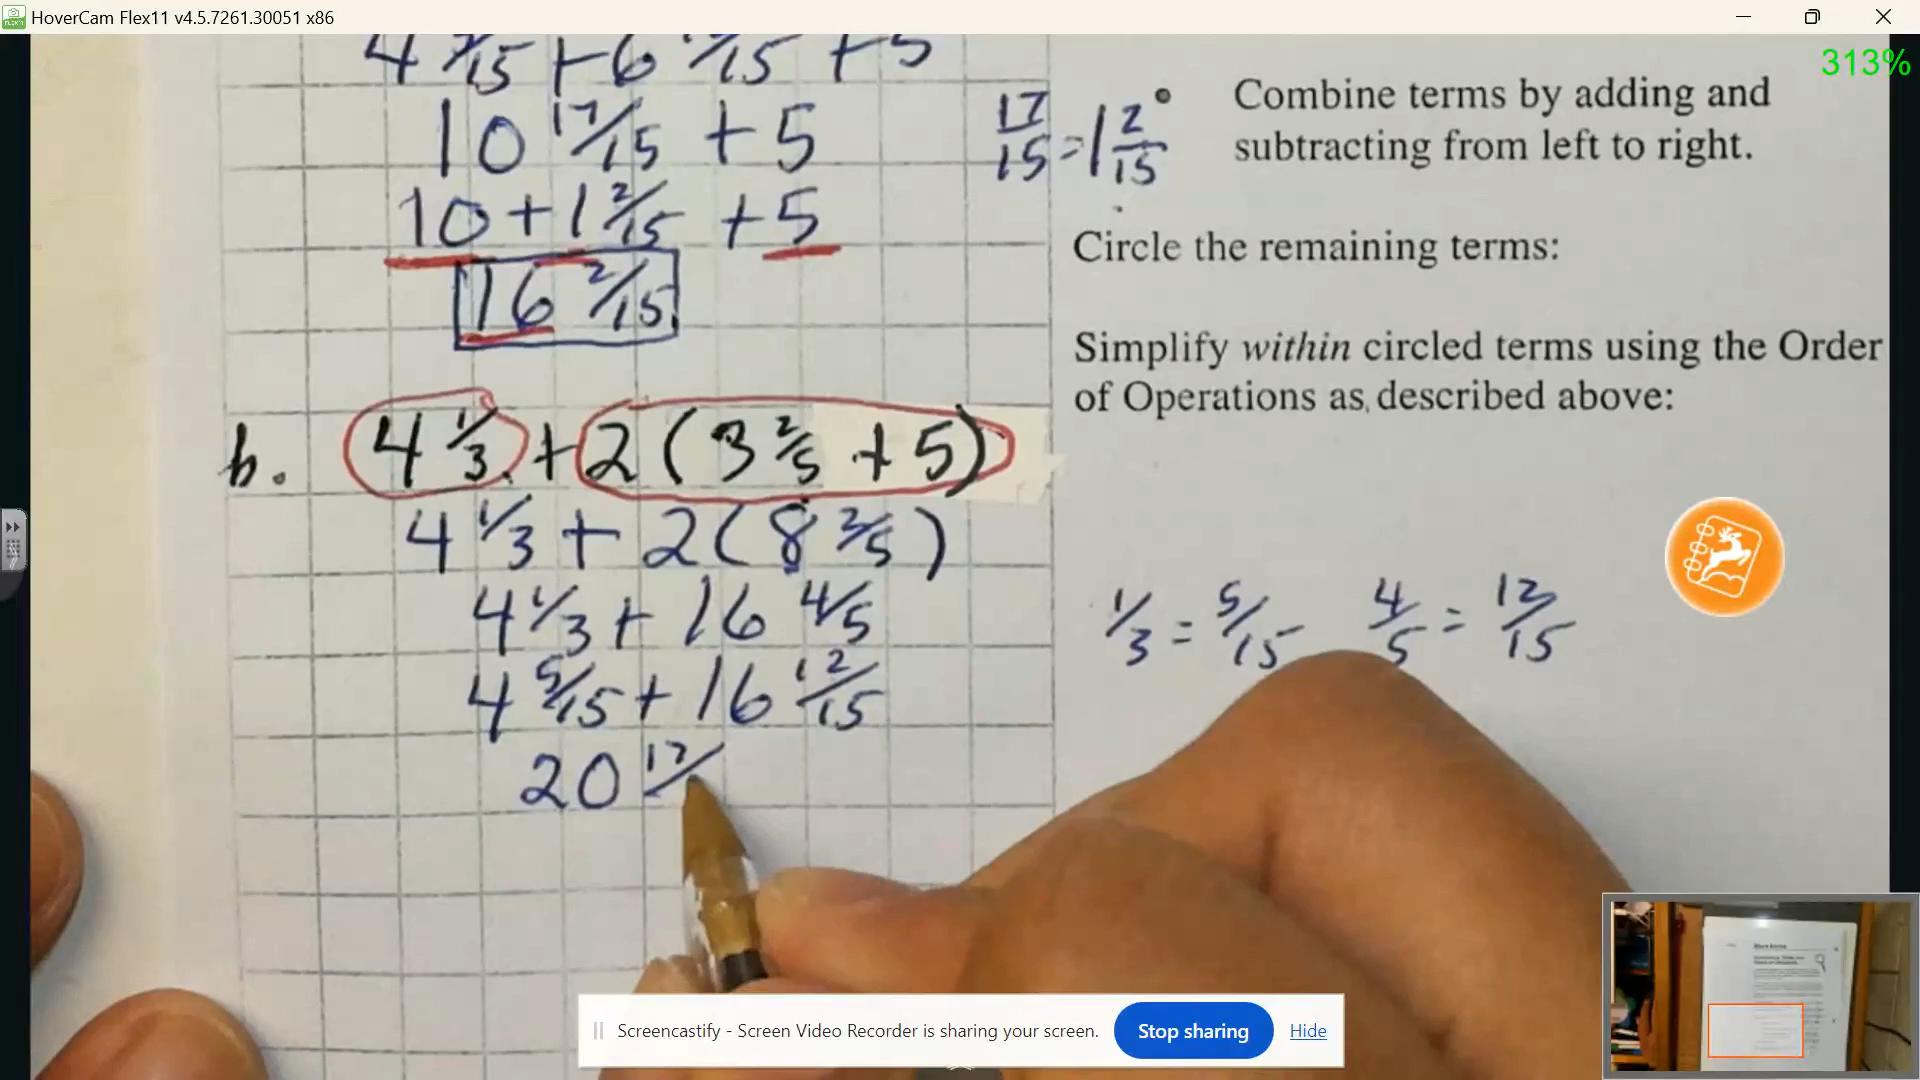 HoverCam Flex11 v4.5.7261.30051 x86
313%
10 17/15 + 5
17/15 = 1 2/15
10 + 1 2/15 + 5
16 2/15
Combine terms by adding and
subtracting from left to right.
Circle the remaining terms:
Simplify within circled terms using the Order
of Operations as described above:
b. 4 1/3 + 2 ( 3 2/5 + 5 )
4 1/3 + 2 ( 8 2/5 )
4 1/3 + 16 4/5
1/3 = 5/15 4/5 = 12/15
4 5/15 + 16 12/15
20 17/
Screencastify - Screen Video Recorder is sharing your screen.
Stop sharing
Hide